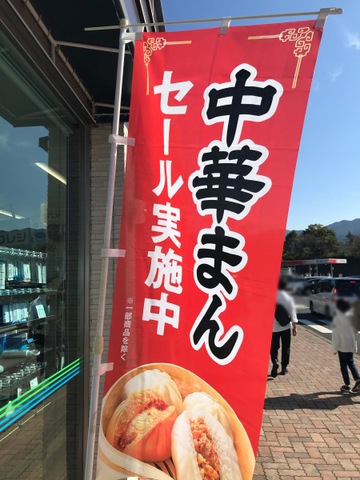 中華まん
セール実施中
※一部商品を除く